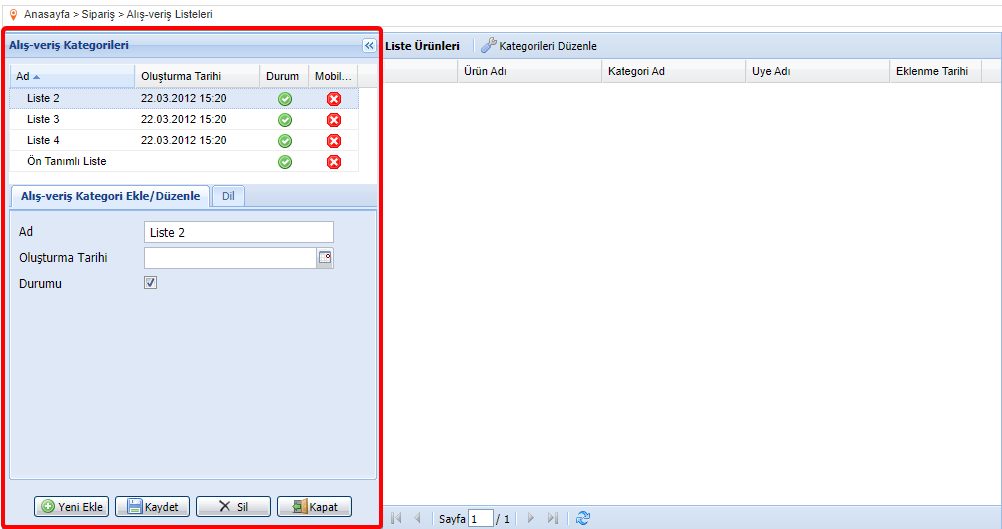 Anasayfa > Sipariş > Alış-veriş Listeleri
Alış-veriş Kategorileri
Liste Ürünleri Kategorileri Düzenle
Ad Oluşturma Tarihi Durum Mobil...
Ürün Adı Kategori Ad Uye Adı Eklenme Tarihi
Liste 2 22.03.2012 15:20
Liste 3 22.03.2012 15:20
Liste 4 22.03.2012 15:20
Ön Tanımlı Liste
Alış-veriş Kategori Ekle/Düzenle Dil
Ad Liste 2
Oluşturma Tarihi
Durumu
Yeni Ekle Kaydet Sil Kapat
Sayfa 1 / 1